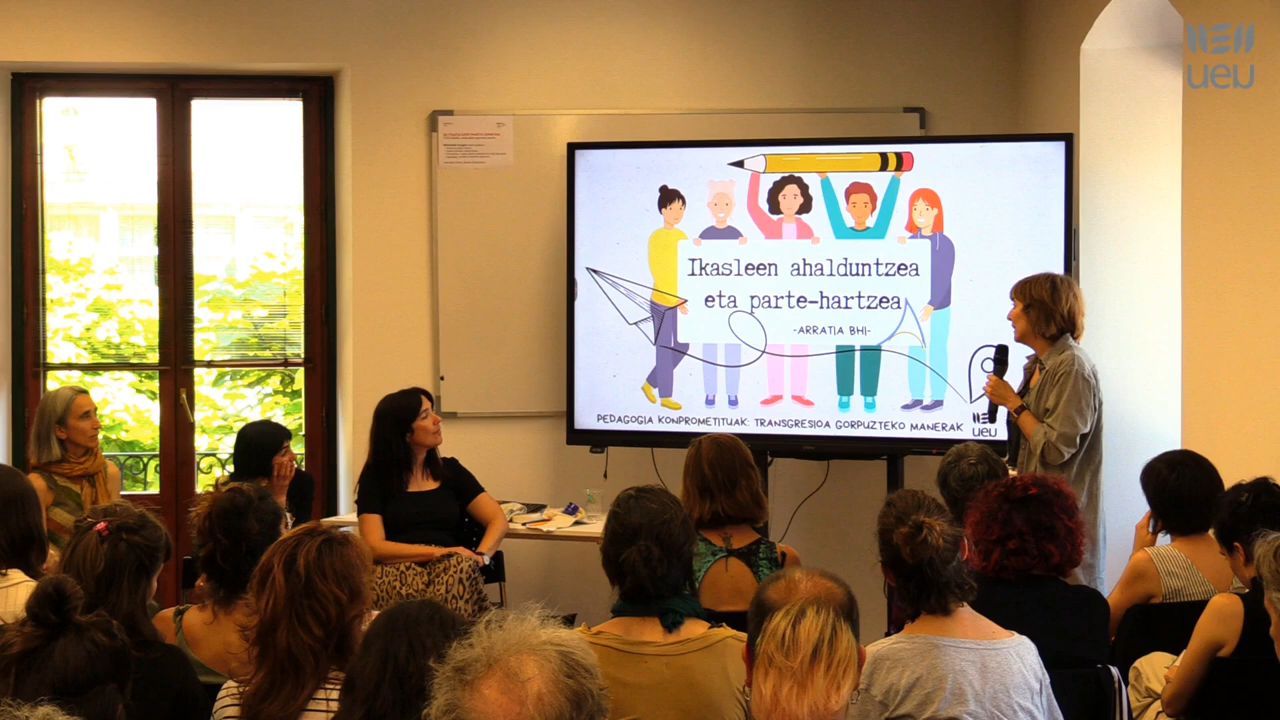 ueu
Ikasleen ahalduntzea
eta parte-hartzea
-ARRATIA BHI-
PEDAGOGIA KONPROMETITUAK: TRANSGRESIOA GORPUZTEKO MANERAK
ueu